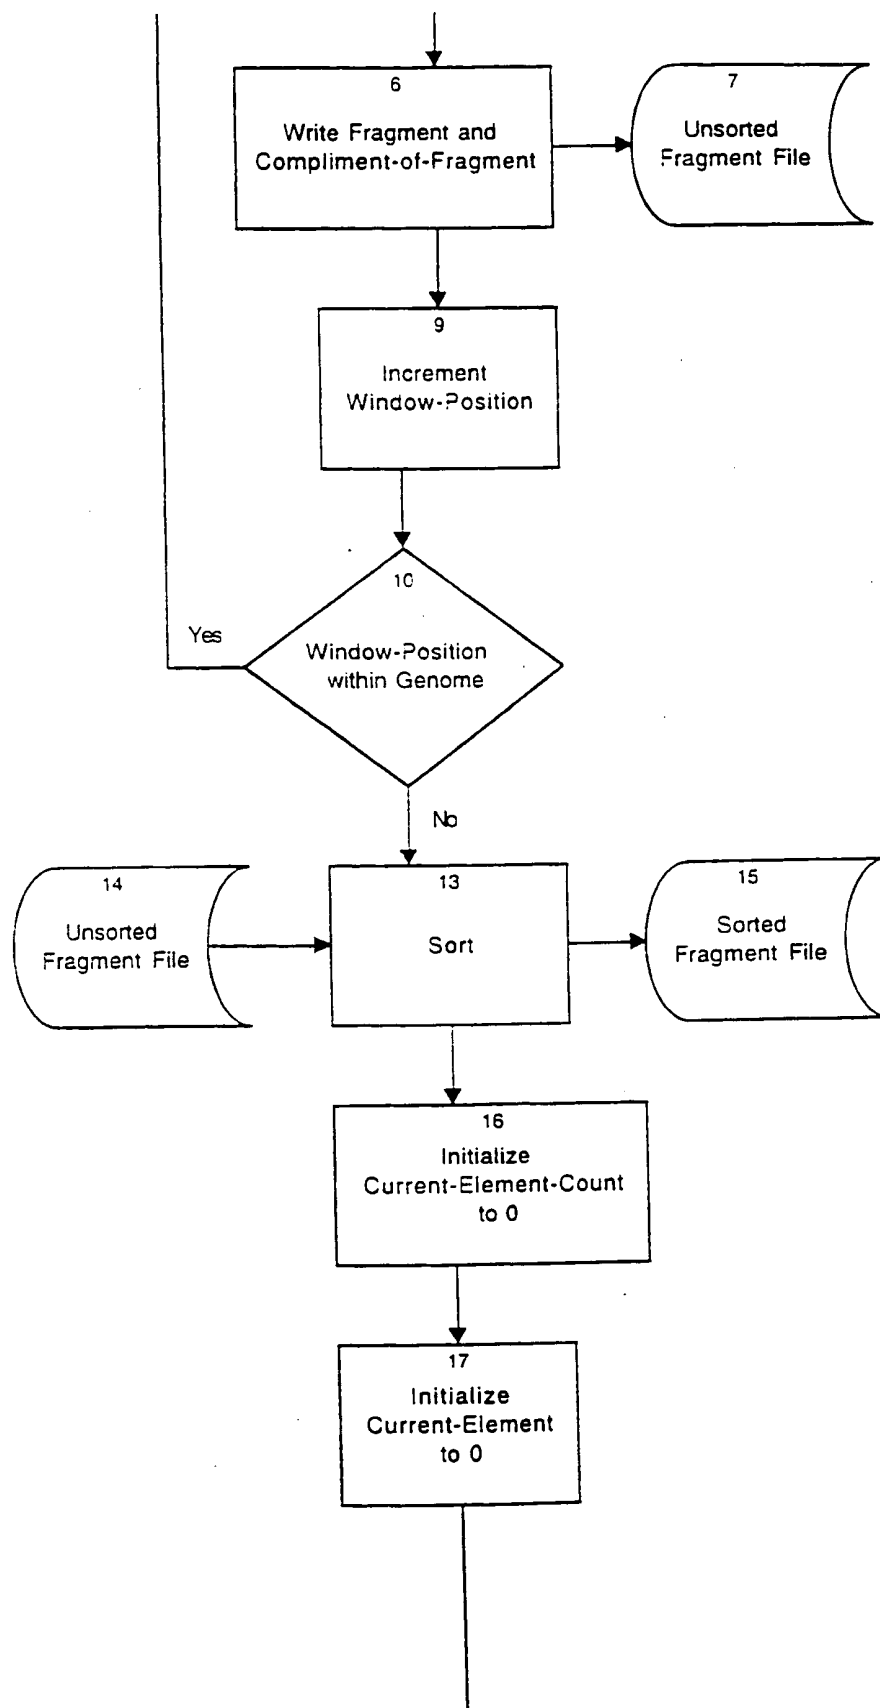 6
Write Fragment and
Compliment-of-Fragment
7
Unsorted
Fragment File
9
Increment
Window-Position
10
Window-Position
within Genome
Yes
No
14
Unsorted
Fragment File
13
Sort
15
Sorted
Fragment File
16
Initialize
Current-Element-Count
to 0
17
Initialize
Current-Element
to 0